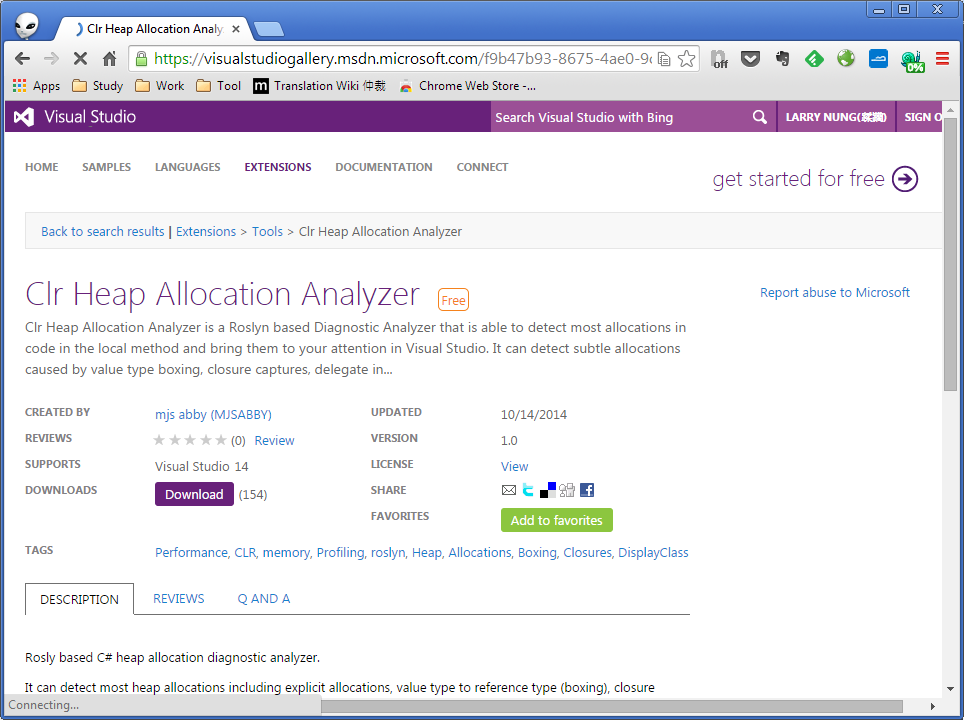 Clr Heap Allocation Analy
https://visualstudiogallery.msdn.microsoft.com/f9b47b93-8675-4ae0-9
off
0%
Apps Study Work Tool m Translation Wiki 仲裁 Chrome Web Store -...
Visual Studio
Search Visual Studio with Bing
LARRY NUNG( SIGN O
HOME SAMPLES LANGUAGES EXTENSIONS DOCUMENTATION CONNECT
get started for free
Back to search results | Extensions > Tools > Clr Heap Allocation Analyzer
Clr Heap Allocation Analyzer Free
Report abuse to Microsoft
Clr Heap Allocation Analyzer is a Roslyn based Diagnostic Analyzer that is able to detect most allocations in
code in the local method and bring them to your attention in Visual Studio. It can detect subtle allocations
caused by value type boxing, closure captures, delegate in...
CREATED BY mjs abby (MJSABBY) UPDATED 10/14/2014
REVIEWS (0) Review VERSION 1.0
SUPPORTS Visual Studio 14 LICENSE View
DOWNLOADS Download (154) SHARE
FAVORITES Add to favorites
TAGS Performance, CLR, memory, Profiling, roslyn, Heap, Allocations, Boxing, Closures, DisplayClass
DESCRIPTION REVIEWS Q AND A
Rosly based C# heap allocation diagnostic analyzer.
It can detect most heap allocations including explicit allocations, value type to reference type (boxing), closure
Connecting...